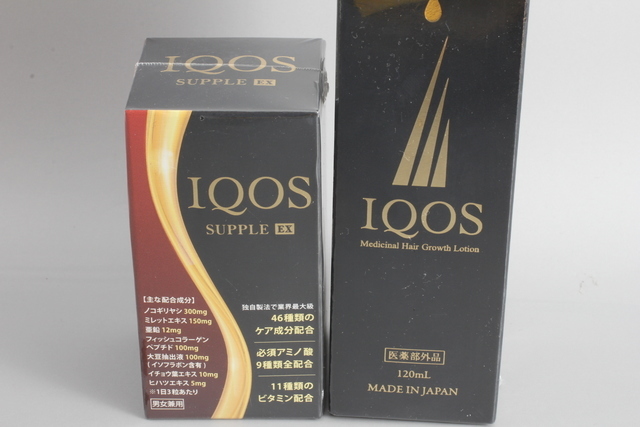 IQOS
SUPPLE EX
IQOS
SUPPLE EX
【主な配合成分】
ノコギリヤシ 300mg
ミレットエキス 150mg
亜鉛 12mg
フィッシュコラーゲン
ペプチド 100mg
大豆抽出液 100mg
(イソフラボン含有)
イチョウ葉エキス 10mg
ヒハツエキス 5mg
※1日3粒あたり
男女兼用
独自製法で業界最大級
46種類の
ケア成分配合
必須アミノ酸
9種類全配合
11種類の
ビタミン配合
IQOS
Medicinal Hair Growth Lotion
医薬部外品
120mL
MADE IN JAPAN